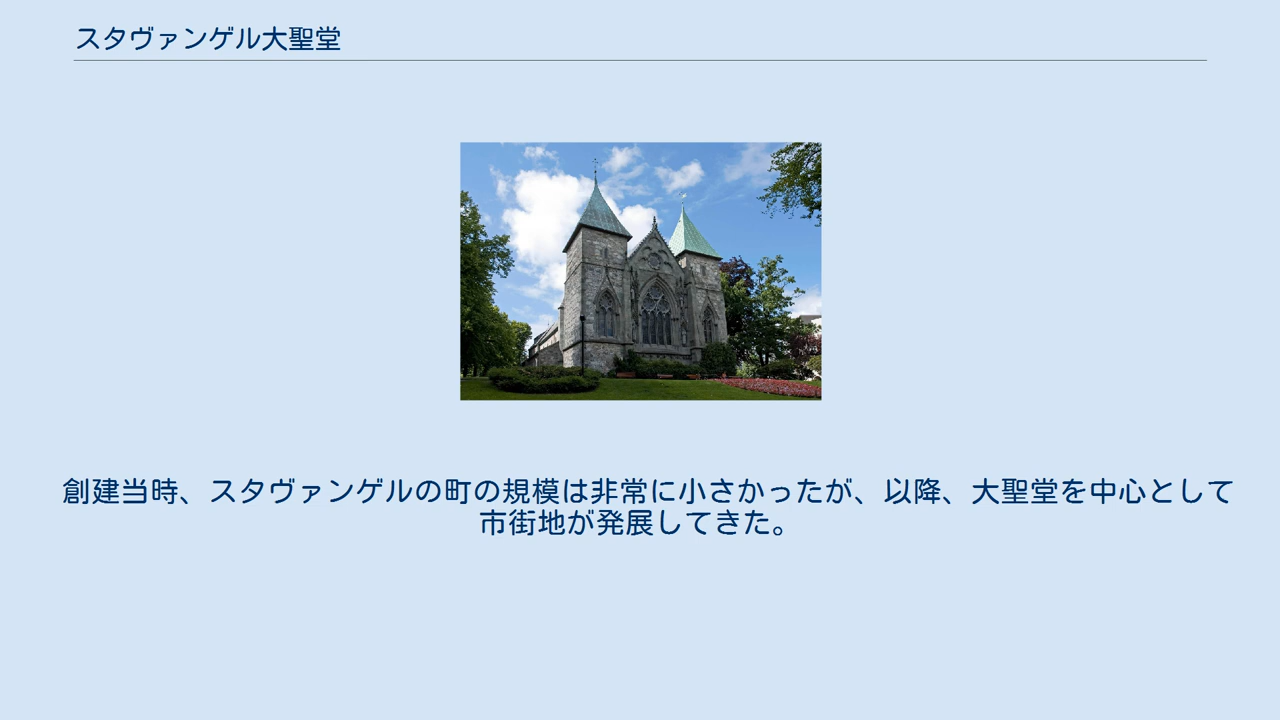 スタヴァンゲル大聖堂
創建当時、スタヴァンゲルの町の規模は非常に小さかったが、以降、大聖堂を中心として
市街地が発展してきた。